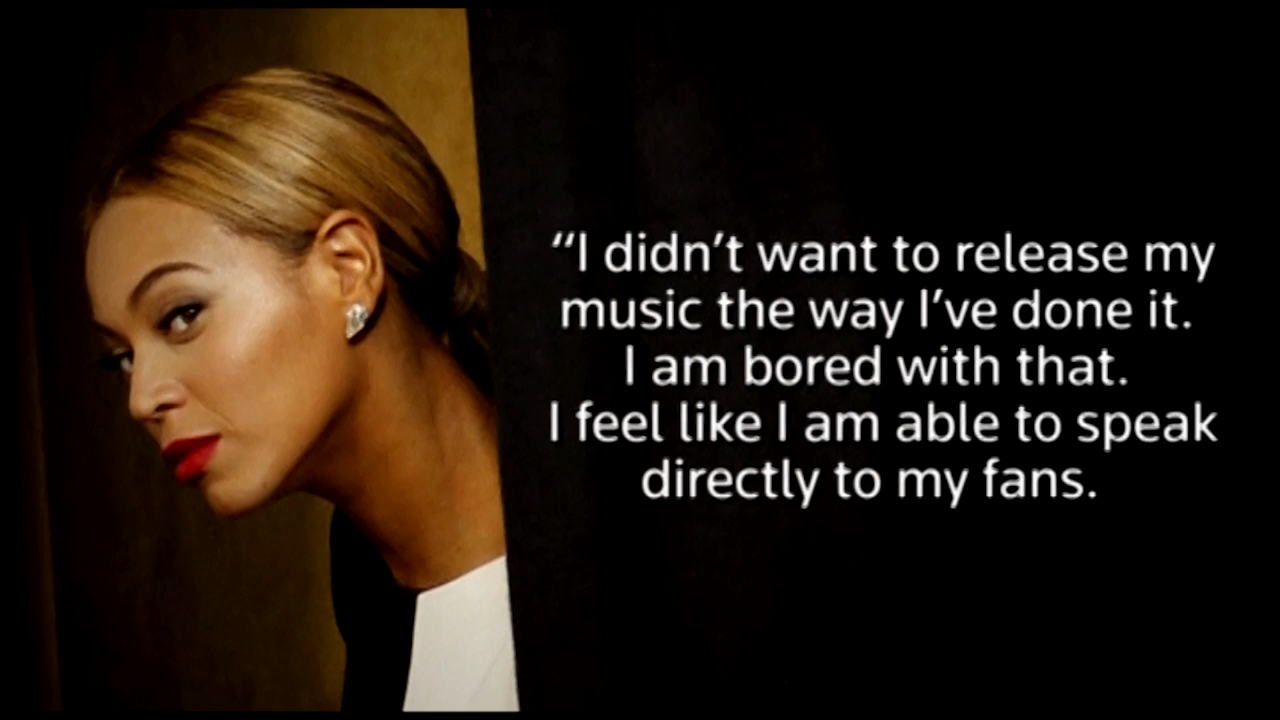 “I didn’t want to release my
music the way I’ve done it.
I am bored with that.
I feel like I am able to speak
directly to my fans.